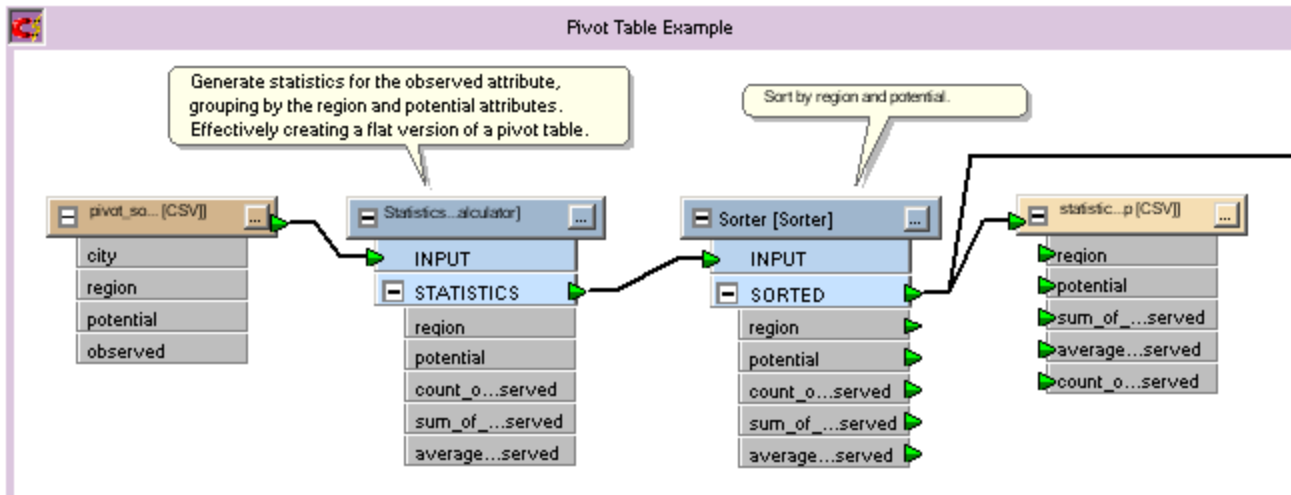 Pivot Table Example
Generate statistics for the observed attribute,
grouping by the region and potential attributes.
Effectively creating a flat version of a pivot table.
Sort by region and potential.
pivot_so... [CSV]]
...
city
region
potential
observed
Statistics...alculator]
...
INPUT
STATISTICS
region
potential
count_o...served
sum_of_...served
average...served
Sorter [Sorter]
...
INPUT
SORTED
region
potential
count_o...served
sum_of_...served
average...served
statistic...p [CSV]]
...
region
potential
sum_of_...served
average...served
count_o...served